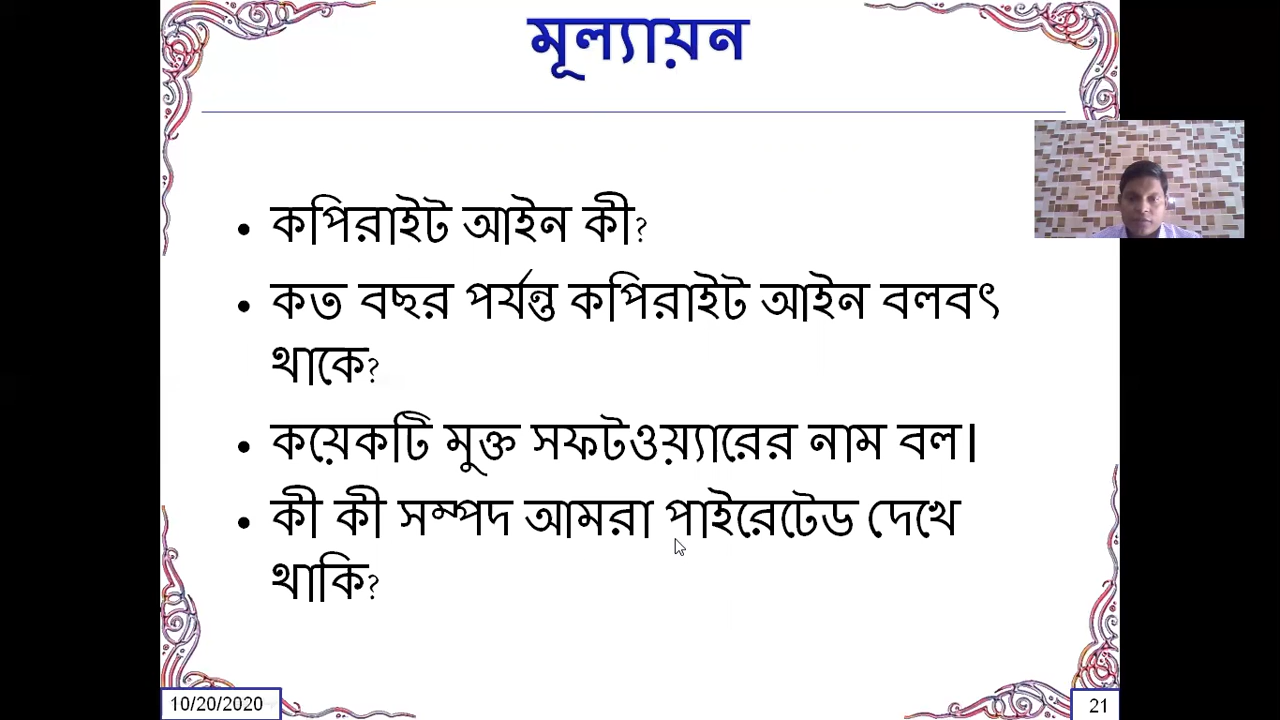 মূল্যায়ন
• কপিরাইট আইন কী?
• কত বছর পর্যন্ত কপিরাইট আইন বলবৎ
থাকে?
• কয়েকটি মুক্ত সফটওয়্যারের নাম বল।
• কী কী সম্পদ আমরা পাইরেটেড দেখে
থাকি?
10/20/2020
21